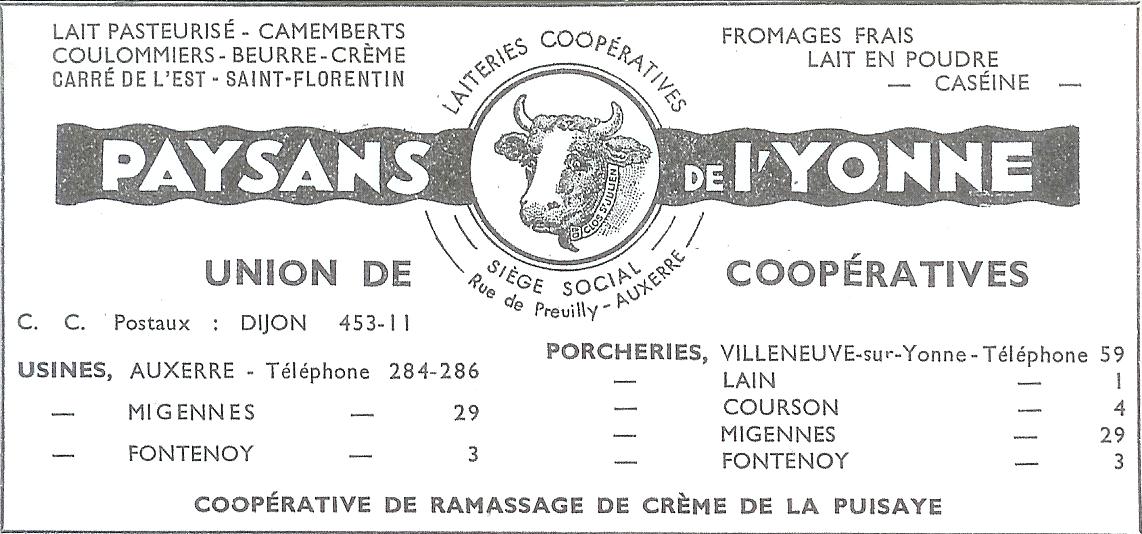 LAIT PASTEURISÉ - CAMEMBERTS
COULOMMIERS - BEURRE - CRÈME
CARRÉ DE L'EST - SAINT-FLORENTIN
FROMAGES FRAIS
LAIT EN POUDRE
— CASÉINE —
LAITERIES COOPÉRATIVES
PAYSANS DE l'YONNE
CLOS St JULIEN
SIÈGE SOCIAL
Rue de Preuilly - AUXERRE
UNION DE COOPÉRATIVES
C. C. Postaux : DIJON 453-11
USINES, AUXERRE - Téléphone 284-286
— MIGENNES — 29
— FONTENOY — 3
PORCHERIES, VILLENEUVE-sur-Yonne - Téléphone 59
— LAIN — 1
— COURSON — 4
— MIGENNES — 29
— FONTENOY — 3
COOPÉRATIVE DE RAMASSAGE DE CRÈME DE LA PUISAYE